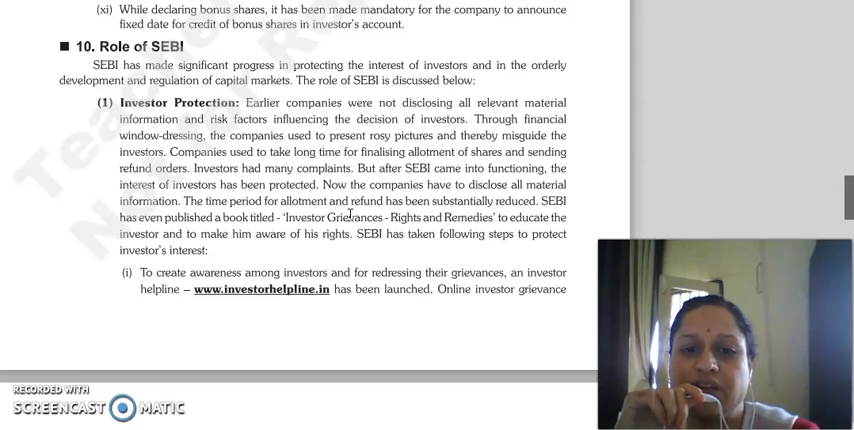 (xi) While declaring bonus shares, it has been made mandatory for the company to announce
fixed date for credit of bonus shares in investor's account.
■ 10. Role of SEBI
SEBI has made significant progress in protecting the interest of investors and in the orderly
development and regulation of capital markets. The role of SEBI is discussed below:
(1) Investor Protection: Earlier companies were not disclosing all relevant material
information and risk factors influencing the decision of investors. Through financial
window-dressing, the companies used to present rosy pictures and thereby misguide the
investors. Companies used to take long time for finalising allotment of shares and sending
refund orders. Investors had many complaints. But after SEBI came into functioning, the
interest of investors has been protected. Now the companies have to disclose all material
information. The time period for allotment and refund has been substantially reduced. SEBI
has even published a book titled - 'Investor Grievances - Rights and Remedies' to educate the
investor and to make him aware of his rights. SEBI has taken following steps to protect
investor's interest:
(i) To create awareness among investors and for redressing their grievances, an investor
helpline – www.investorhelpline.in has been launched. Online investor grievance
RECORDED WITH
SCREENCAST MATIC